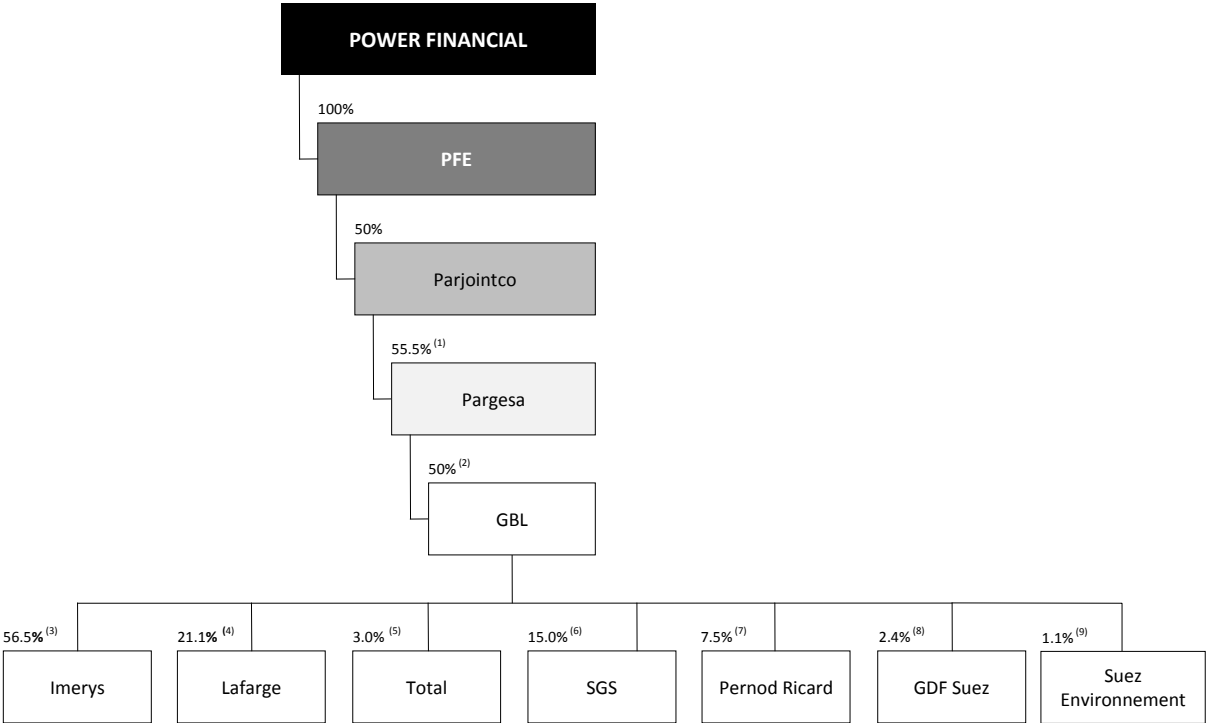 POWER FINANCIAL
100%
PFE
50%
Parjointco
55.5% (1)
Pargesa
50% (2)
GBL
56.5% (3)
21.1% (4)
3.0% (5)
15.0% (6)
7.5% (7)
2.4% (8)
1.1% (9)
Imerys
Lafarge
Total
SGS
Pernod Ricard
GDF Suez
Suez
Environnement